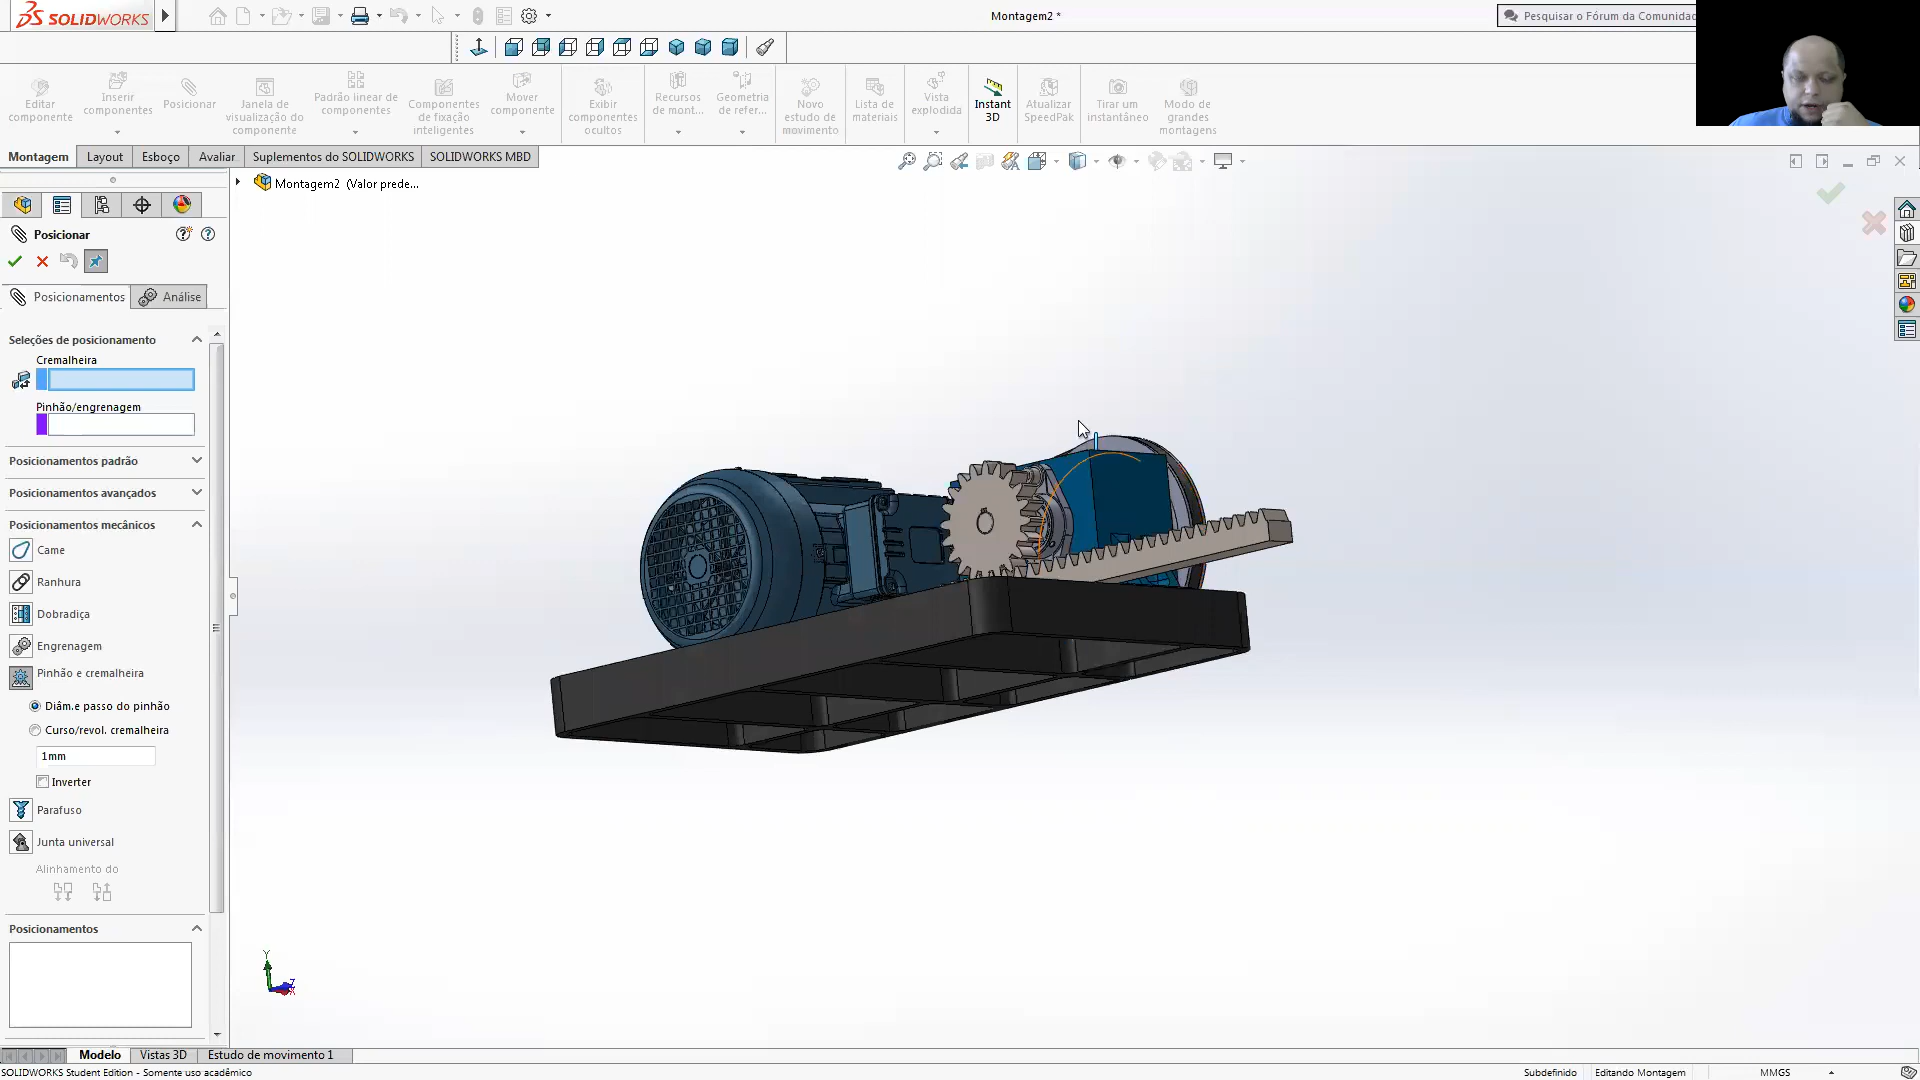 SOLIDWORKS
Montagem2 *
Pesquisar o Fórum da Comunidac
Editar componente
Inserir componentes
Posicionar
Janela de visualização do componente
Padrão linear de componentes
Componentes de fixação inteligentes
Mover componente
Exibir componentes ocultos
Recursos de mont...
Geometria de refer...
Novo estudo de movimento
Lista de materiais
Vista explodida
Instant 3D
Atualizar SpeedPak
Tirar um instantâneo
Modo de grandes montagens
Montagem
Layout
Esboço
Avaliar
Suplementos do SOLIDWORKS
SOLIDWORKS MBD
Montagem2 (Valor prede...
Posicionar
Posicionamentos
Análise
Seleções de posicionamento
Cremalheira
Pinhão/engrenagem
Posicionamentos padrão
Posicionamentos avançados
Posicionamentos mecânicos
Came
Ranhura
Dobradiça
Engrenagem
Pinhão e cremalheira
Diâm.e passo do pinhão
Curso/revol. cremalheira
1mm
Inverter
Parafuso
Junta universal
Alinhamento do
Posicionamentos
Y
Modelo
Vistas 3D
Estudo de movimento 1
SOLIDWORKS Student Edition - Somente uso acadêmico
Subdefinido
Editando Montagem
MMGS